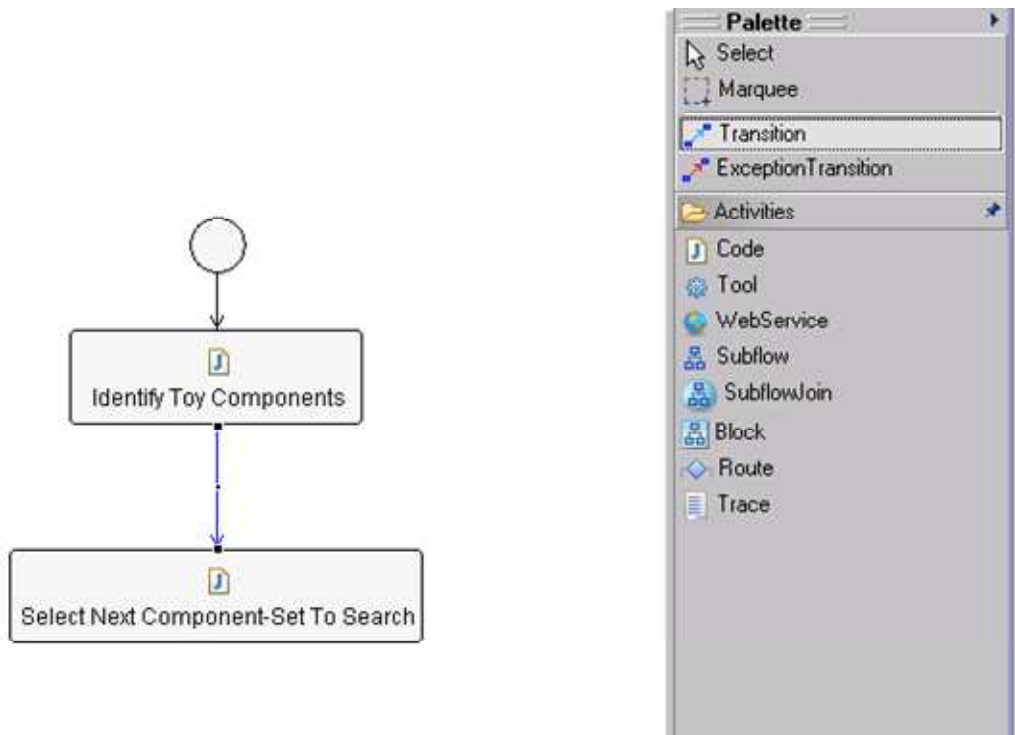 Palette
Select
Marquee
Transition
ExceptionTransition
Activities
Code
Tool
WebService
Subflow
SubflowJoin
Block
Route
Trace
J
Identify Toy Components
J
Select Next Component-Set To Search